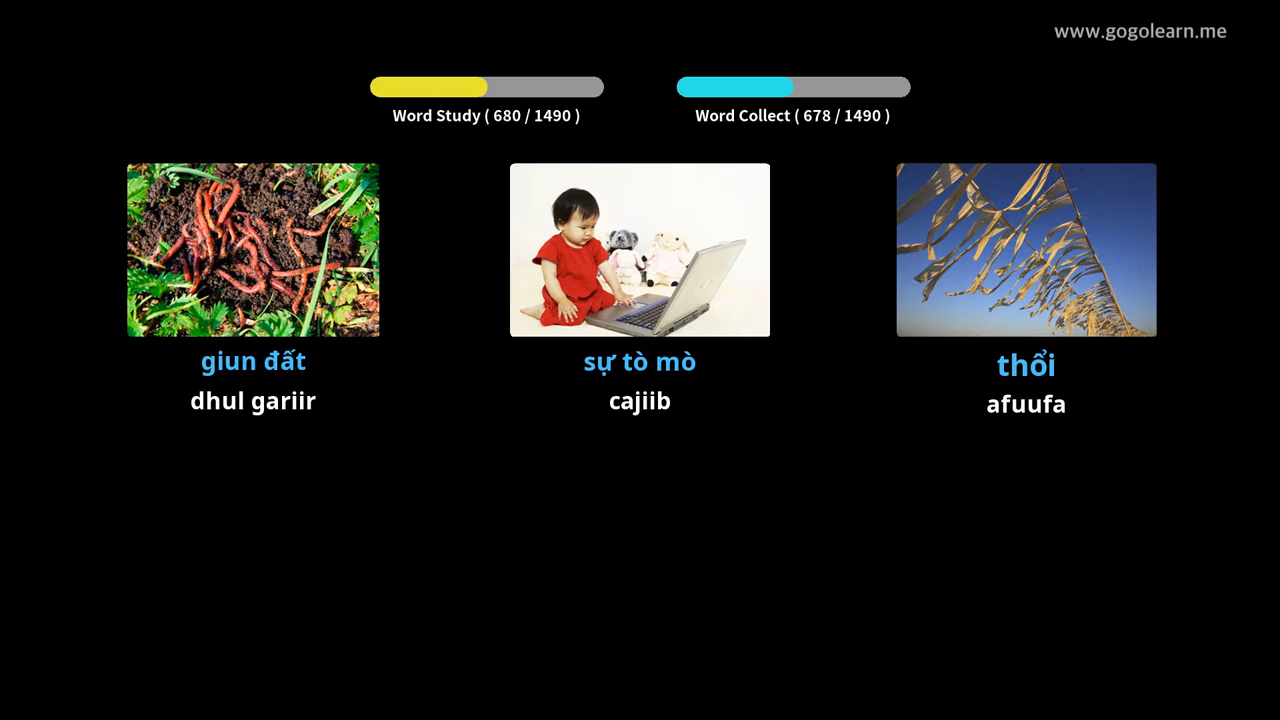 www.gogolearn.me
Word Study ( 680 / 1490 )
Word Collect ( 678 / 1490 )
giun đất
dhul gariir
sự tò mò
cajiib
thổi
afuufa